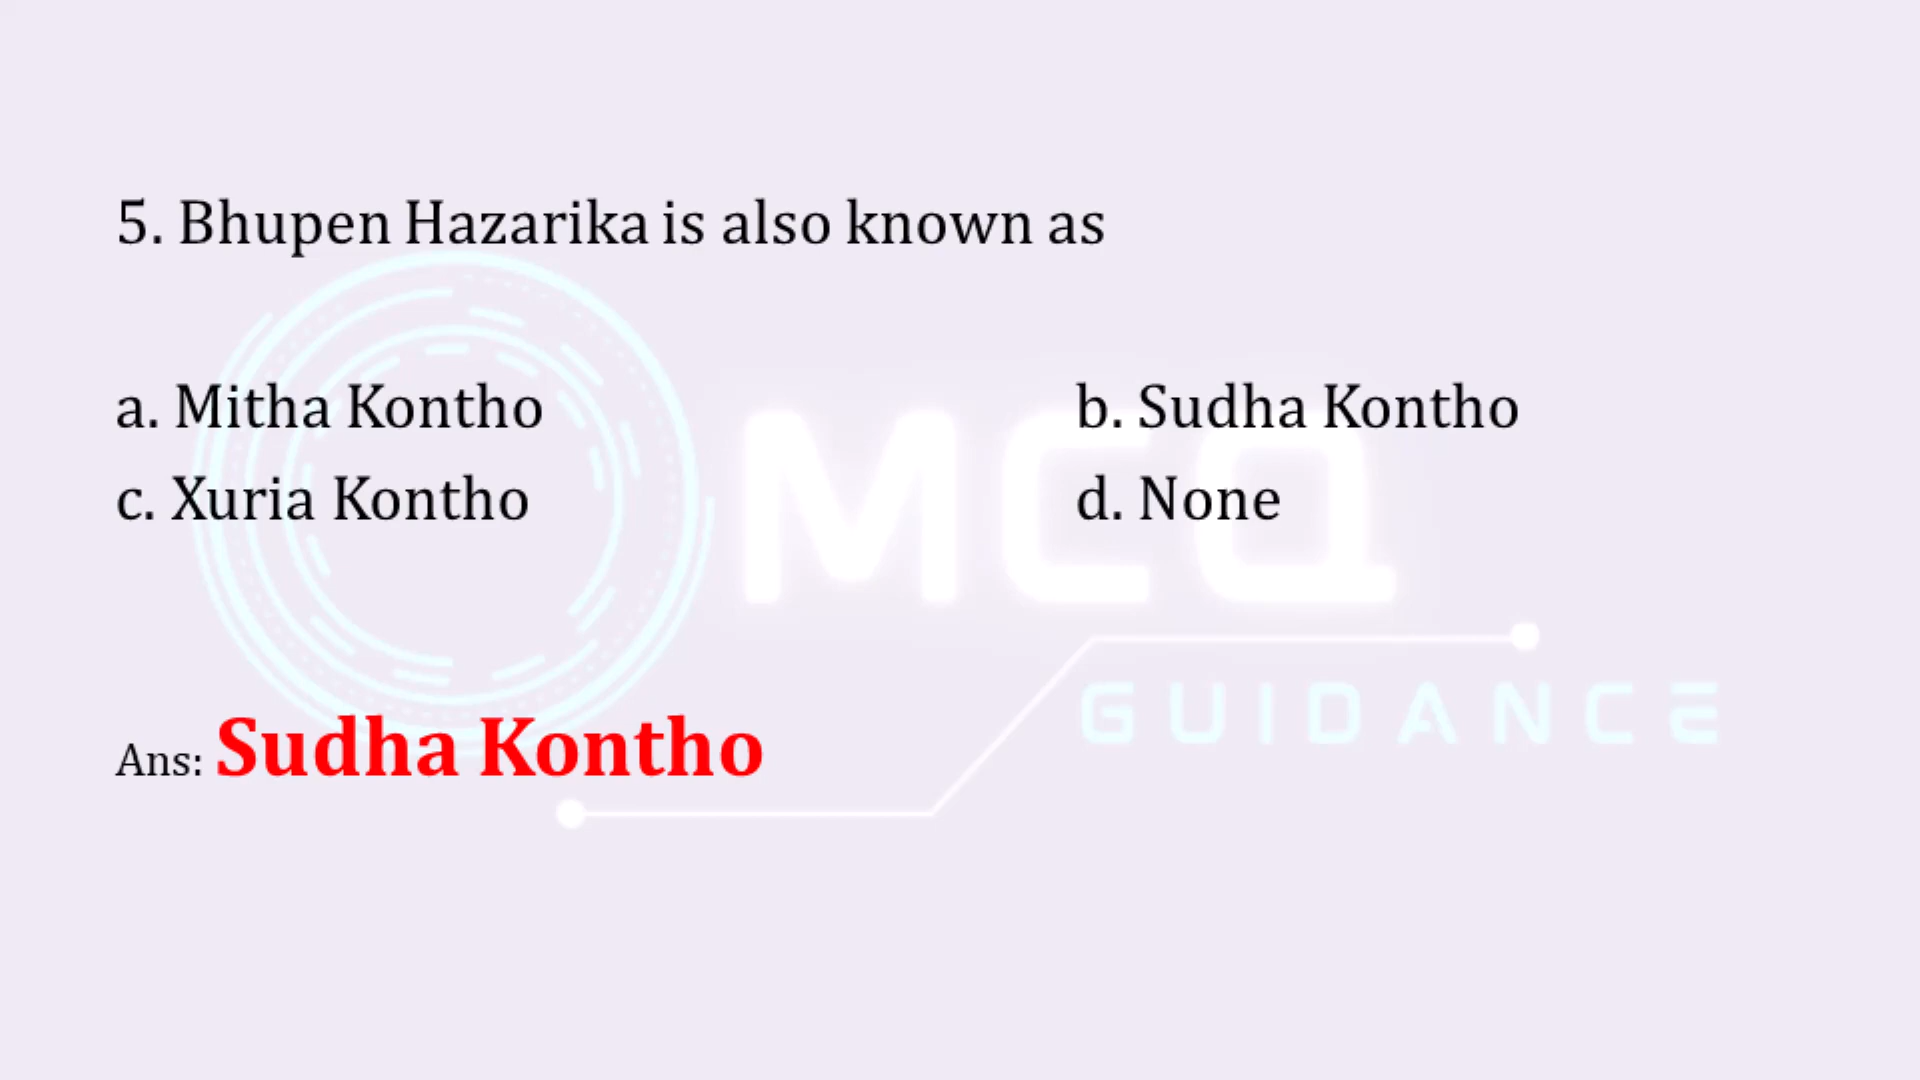 5. Bhupen Hazarika is also known as
a. Mitha Kontho
b. Sudha Kontho
c. Xuria Kontho
d. None
MCQ
GUIDANCE
Ans: Sudha Kontho